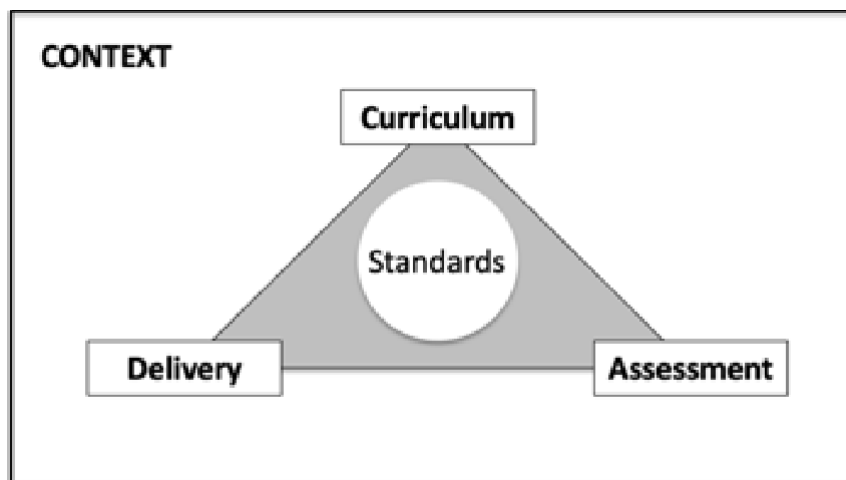 CONTEXT
Curriculum
Standards
Delivery
Assessment